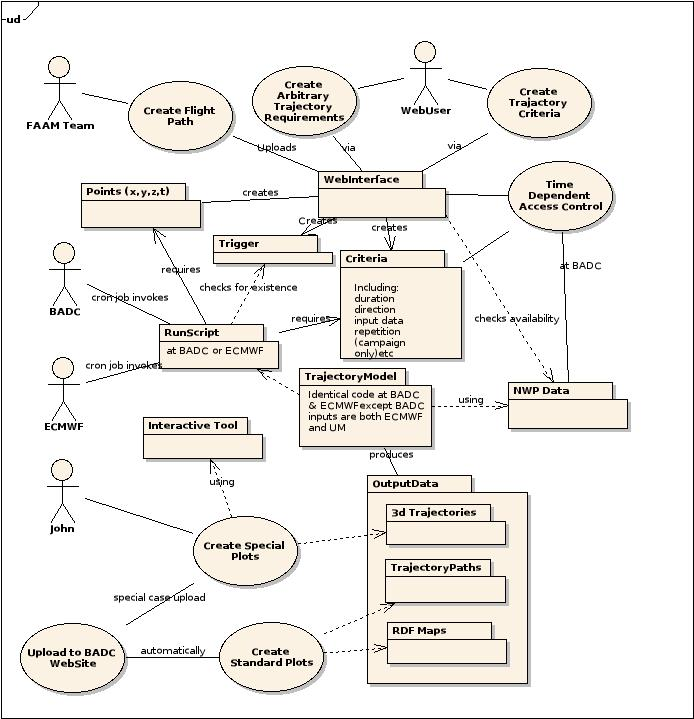 ud
FAAM Team
Create Flight
Path
Create
Arbitrary
Trajectory
Requirements
WebUser
Create
Trajactory
Criteria
Uploads
via
via
WebInterface
Points (x,y,z,t)
creates
Time
Dependent
Access Control
Creates
creates
Trigger
Criteria
Including:
duration
direction
input data
repetition
(campaign
only)etc
at BADC
requires
checks for existence
BADC
cron job invokes
RunScript
at BADC or ECMWF
requires
checks availability
ECMWF
cron job invokes
TrajectoryModel
Identical code at BADC
& ECMWFexcept BADC
inputs are both ECMWF
and UM
using
NWP Data
Interactive Tool
produces
using
OutputData
3d Trajectories
John
Create Special
Plots
TrajectoryPaths
special case upload
RDF Maps
Upload to BADC
WebSite
automatically
Create
Standard Plots